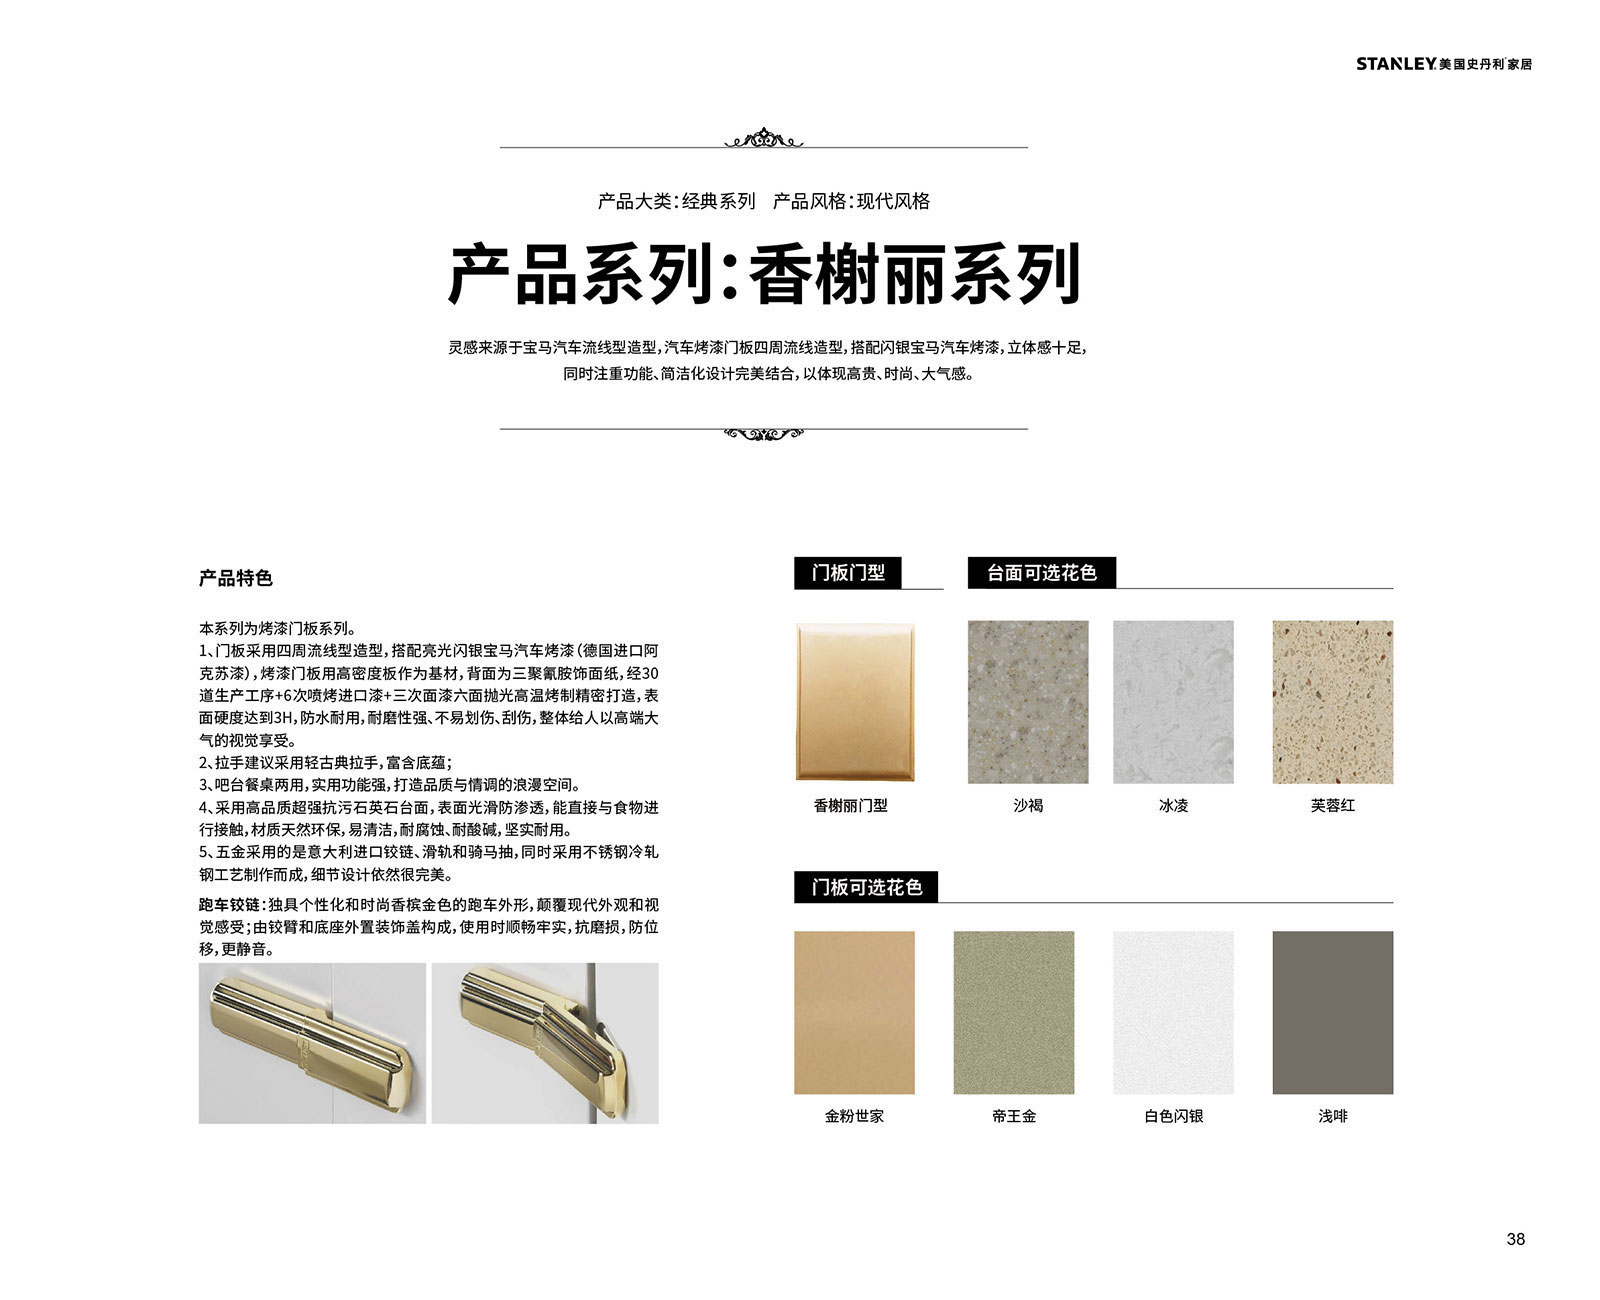 STANLEY 美国史丹利家居
产品大类：经典系列 产品风格：现代风格
产品系列：香榭丽系列
灵感来源于宝马汽车流线型造型，汽车烤漆门板四周流线造型，搭配闪银宝马汽车烤漆，立体感十足，
同时注重功能、简洁化设计完美结合，以体现高贵、时尚、大气感。
产品特色
本系列为烤漆门板系列。
1、门板采用四周流线型造型，搭配亮光闪银宝马汽车烤漆（德国进口阿
克苏漆），烤漆门板用高密度板作为基材，背面为三聚氰胺饰面纸，经30
道生产工序+6次喷烤进口漆+三次面漆六面抛光高温烤制精密打造，表
面硬度达到3H，防水耐用，耐磨性强、不易划伤、刮伤，整体给人以高端大
气的视觉享受。
2、拉手建议采用轻古典拉手，富含底蕴；
3、吧台餐桌两用，实用功能强，打造品质与情调的浪漫空间。
4、采用高品质超强抗污石英石台面，表面光滑防渗透，能直接与食物进
行接触，材质天然环保，易清洁，耐腐蚀、耐酸碱，坚实耐用。
5、五金采用的是意大利进口铰链、滑轨和骑马抽，同时采用不锈钢冷轧
钢工艺制作而成，细节设计依然很完美。
跑车铰链：独具个性化和时尚香槟金色的跑车外形，颠覆现代外观和视
觉感受；由铰臂和底座外置装饰盖构成，使用时顺畅牢实，抗磨损，防位
移，更静音。
门板门型
台面可选花色
香榭丽门型
沙褐
冰凌
芙蓉红
门板可选花色
金粉世家
帝王金
白色闪银
浅啡
38